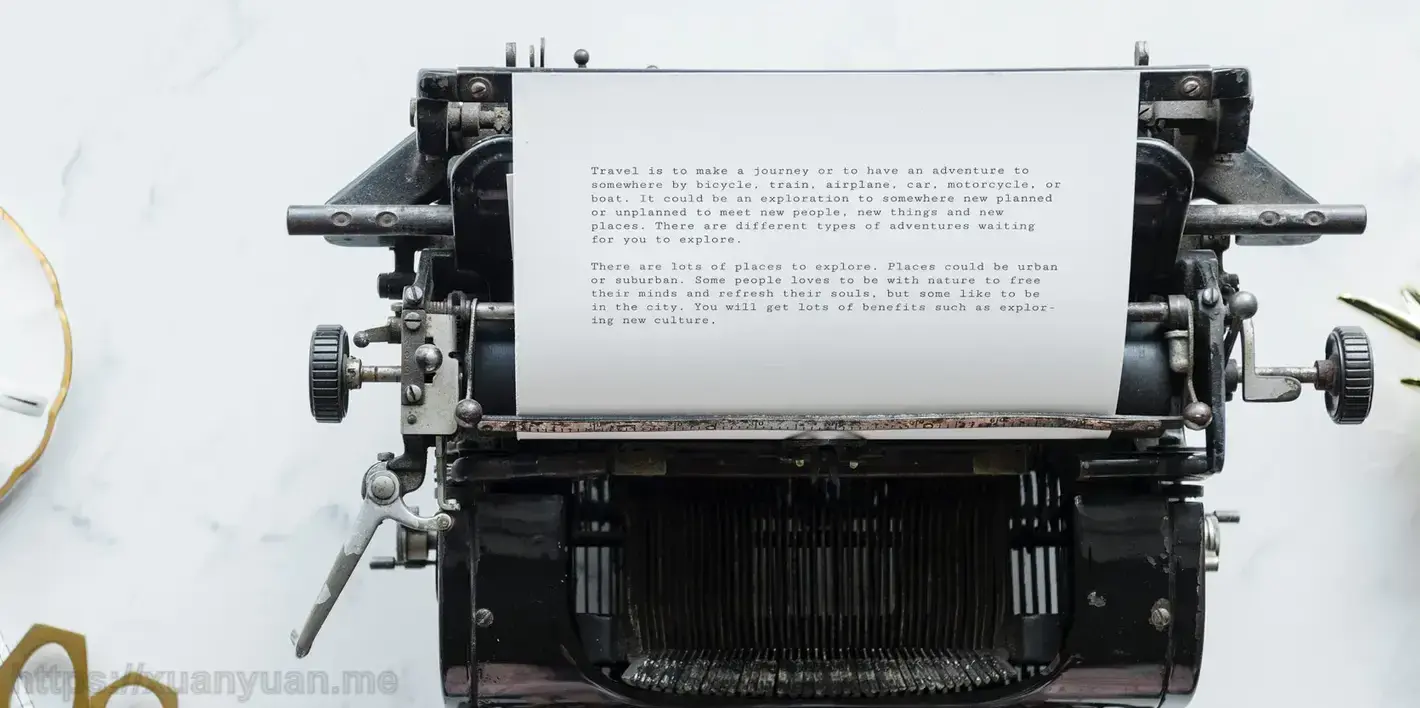 Travel is to make a journey or to have an adventure to
somewhere by bicycle, train, airplane, car, motorcycle, or
boat. It could be an exploration to somewhere new planned
or unplanned to meet new people, new things and new
places. There are different types of adventures waiting
for you to explore.
There are lots of places to explore. Places could be urban
or suburban. Some people loves to be with nature to free
their minds and refresh their souls, but some like to be
in the city. You will get lots of benefits such as explor-
ing new culture.
https://xuanyuan.me